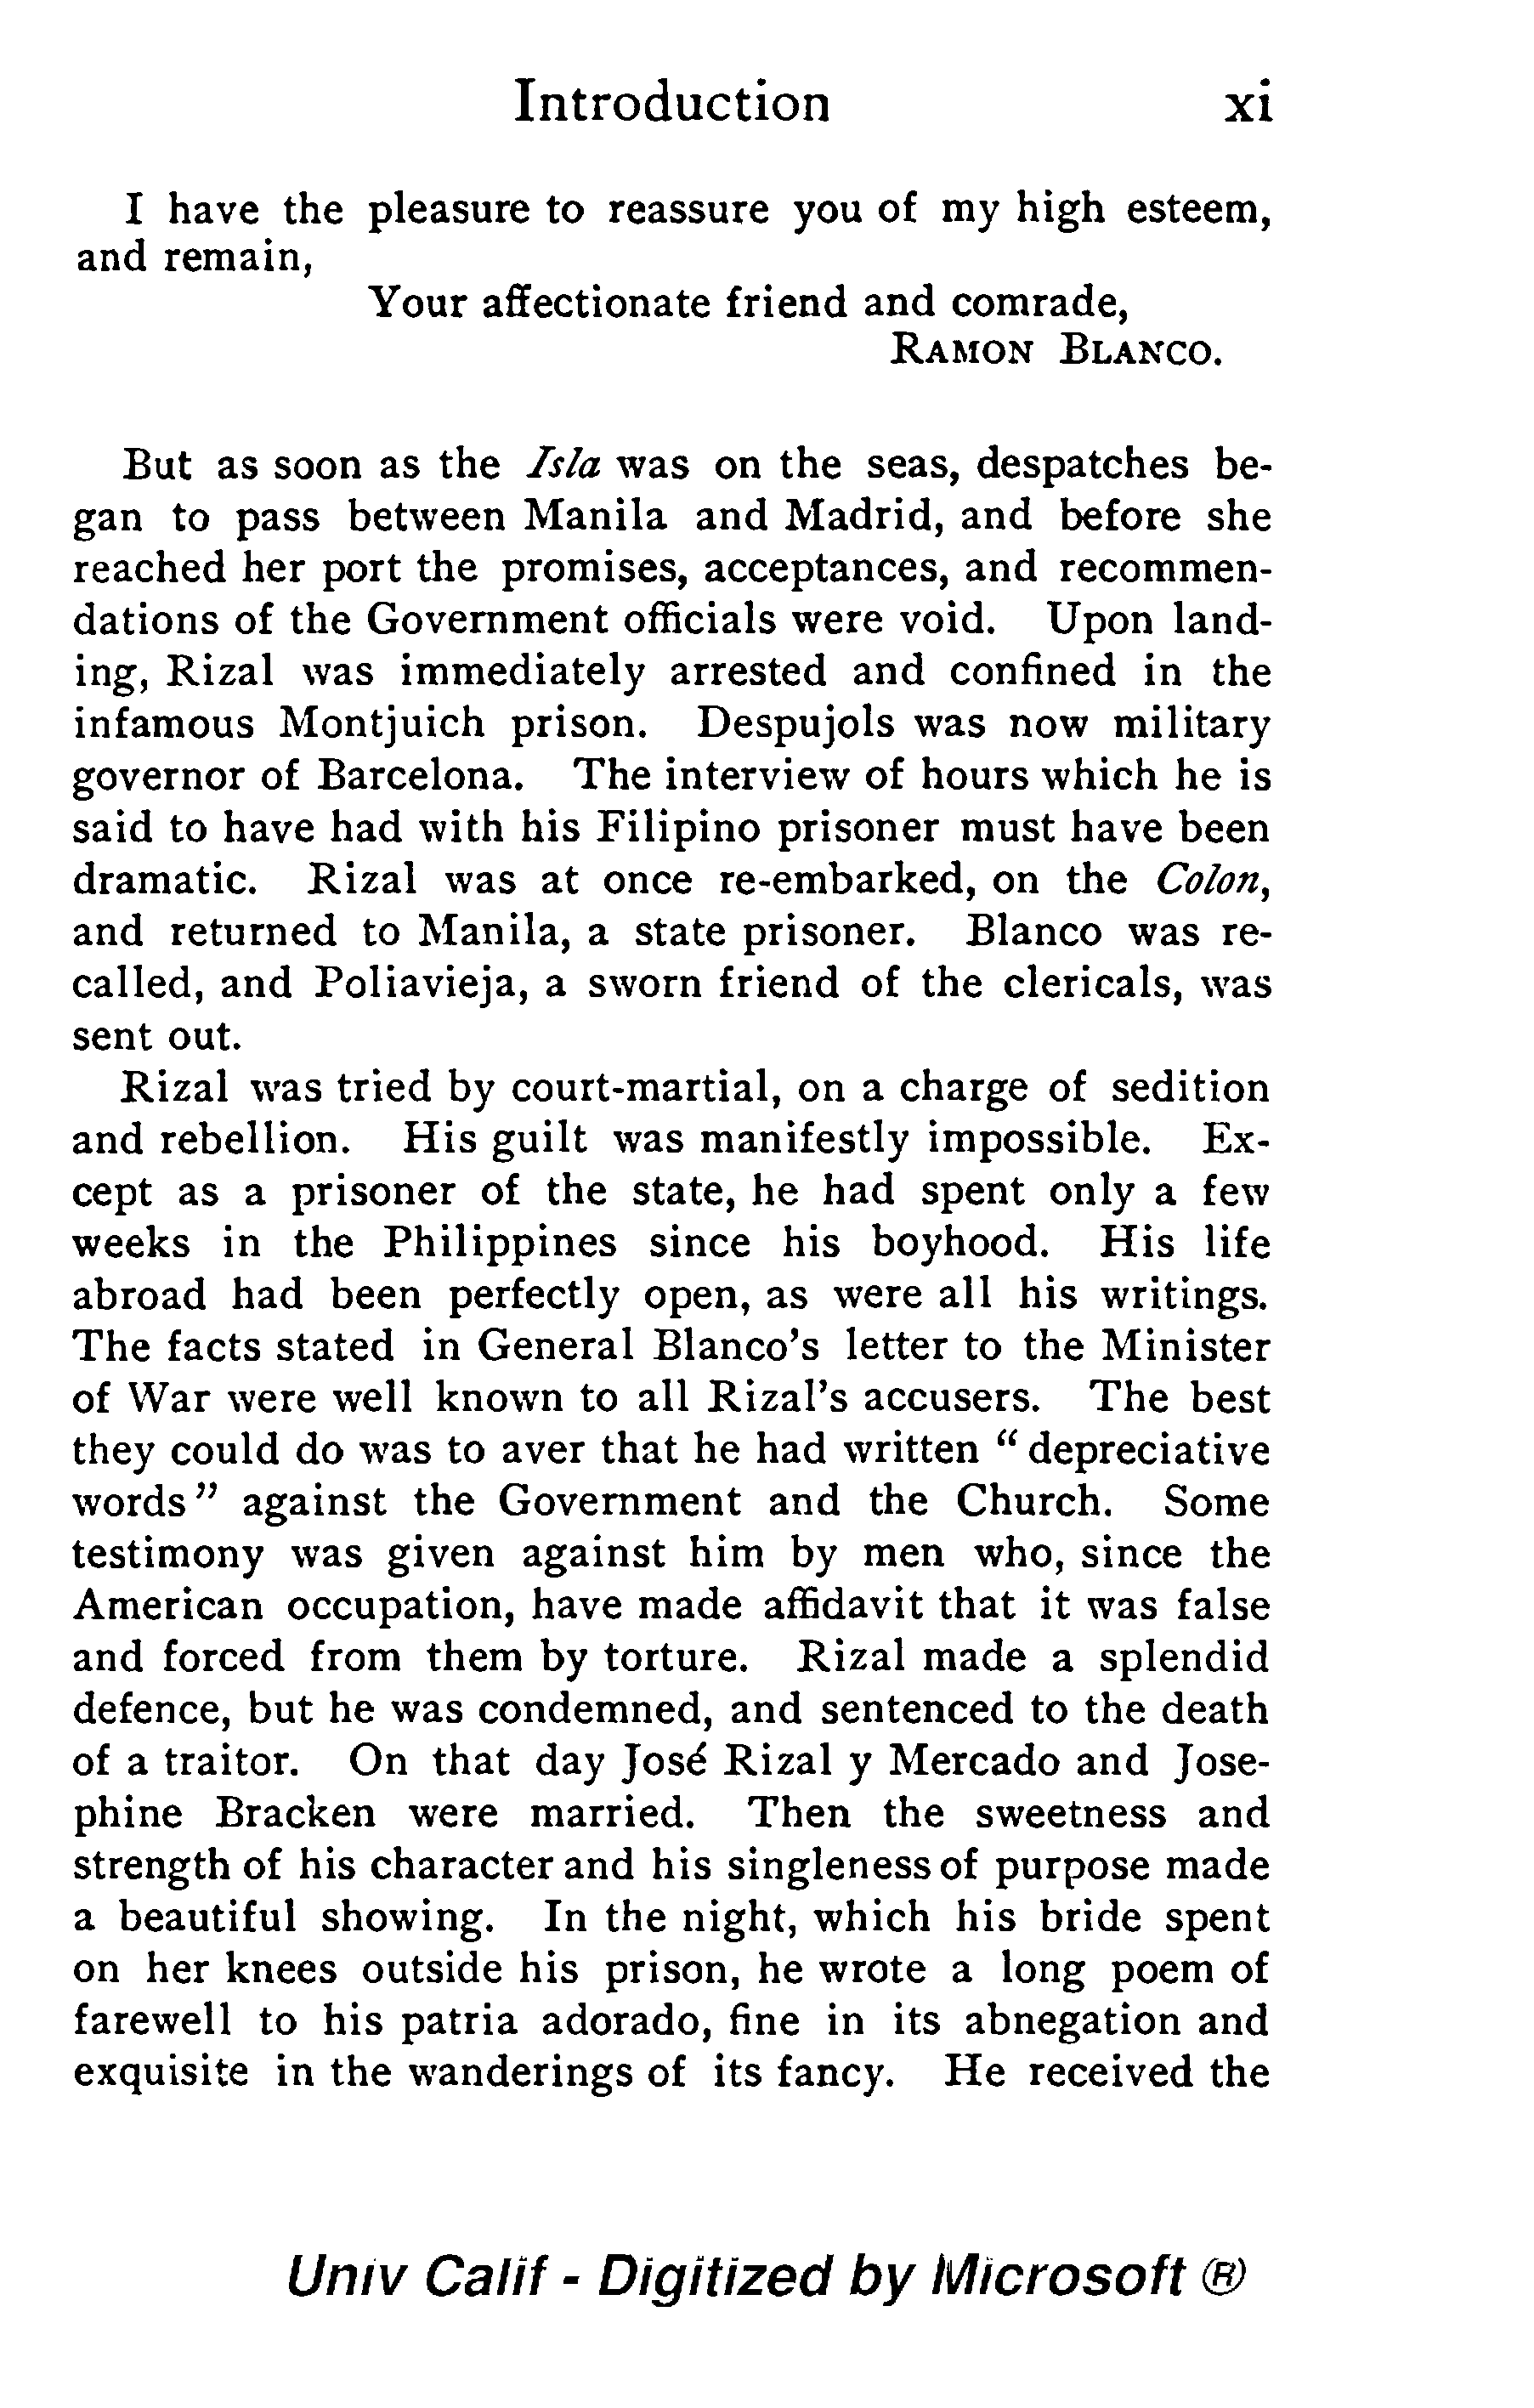 Introduction xi
I have the pleasure to reassure you of my high esteem,
and remain,
Your affectionate friend and comrade,
RAMON BLANCO.
But as soon as the Isla was on the seas, despatches be-
gan to pass between Manila and Madrid, and before she
reached her port the promises, acceptances, and recommen-
dations of the Government officials were void. Upon land-
ing, Rizal was immediately arrested and confined in the
infamous Montjuich prison. Despujols was now military
governor of Barcelona. The interview of hours which he is
said to have had with his Filipino prisoner must have been
dramatic. Rizal was at once re-embarked, on the Colon,
and returned to Manila, a state prisoner. Blanco was re-
called, and Poliavieja, a sworn friend of the clericals, was
sent out.
Rizal was tried by court-martial, on a charge of sedition
and rebellion. His guilt was manifestly impossible. Ex-
cept as a prisoner of the state, he had spent only a few
weeks in the Philippines since his boyhood. His life
abroad had been perfectly open, as were all his writings.
The facts stated in General Blanco's letter to the Minister
of War were well known to all Rizal's accusers. The best
they could do was to aver that he had written “depreciative
words” against the Government and the Church. Some
testimony was given against him by men who, since the
American occupation, have made affidavit that it was false
and forced from them by torture. Rizal made a splendid
defence, but he was condemned, and sentenced to the death
of a traitor. On that day José Rizal y Mercado and Jose-
phine Bracken were married. Then the sweetness and
strength of his character and his singleness of purpose made
a beautiful showing. In the night, which his bride spent
on her knees outside his prison, he wrote a long poem of
farewell to his patria adorado, fine in its abnegation and
exquisite in the wanderings of its fancy. He received the
Univ Calif - Digitized by Microsoft ®